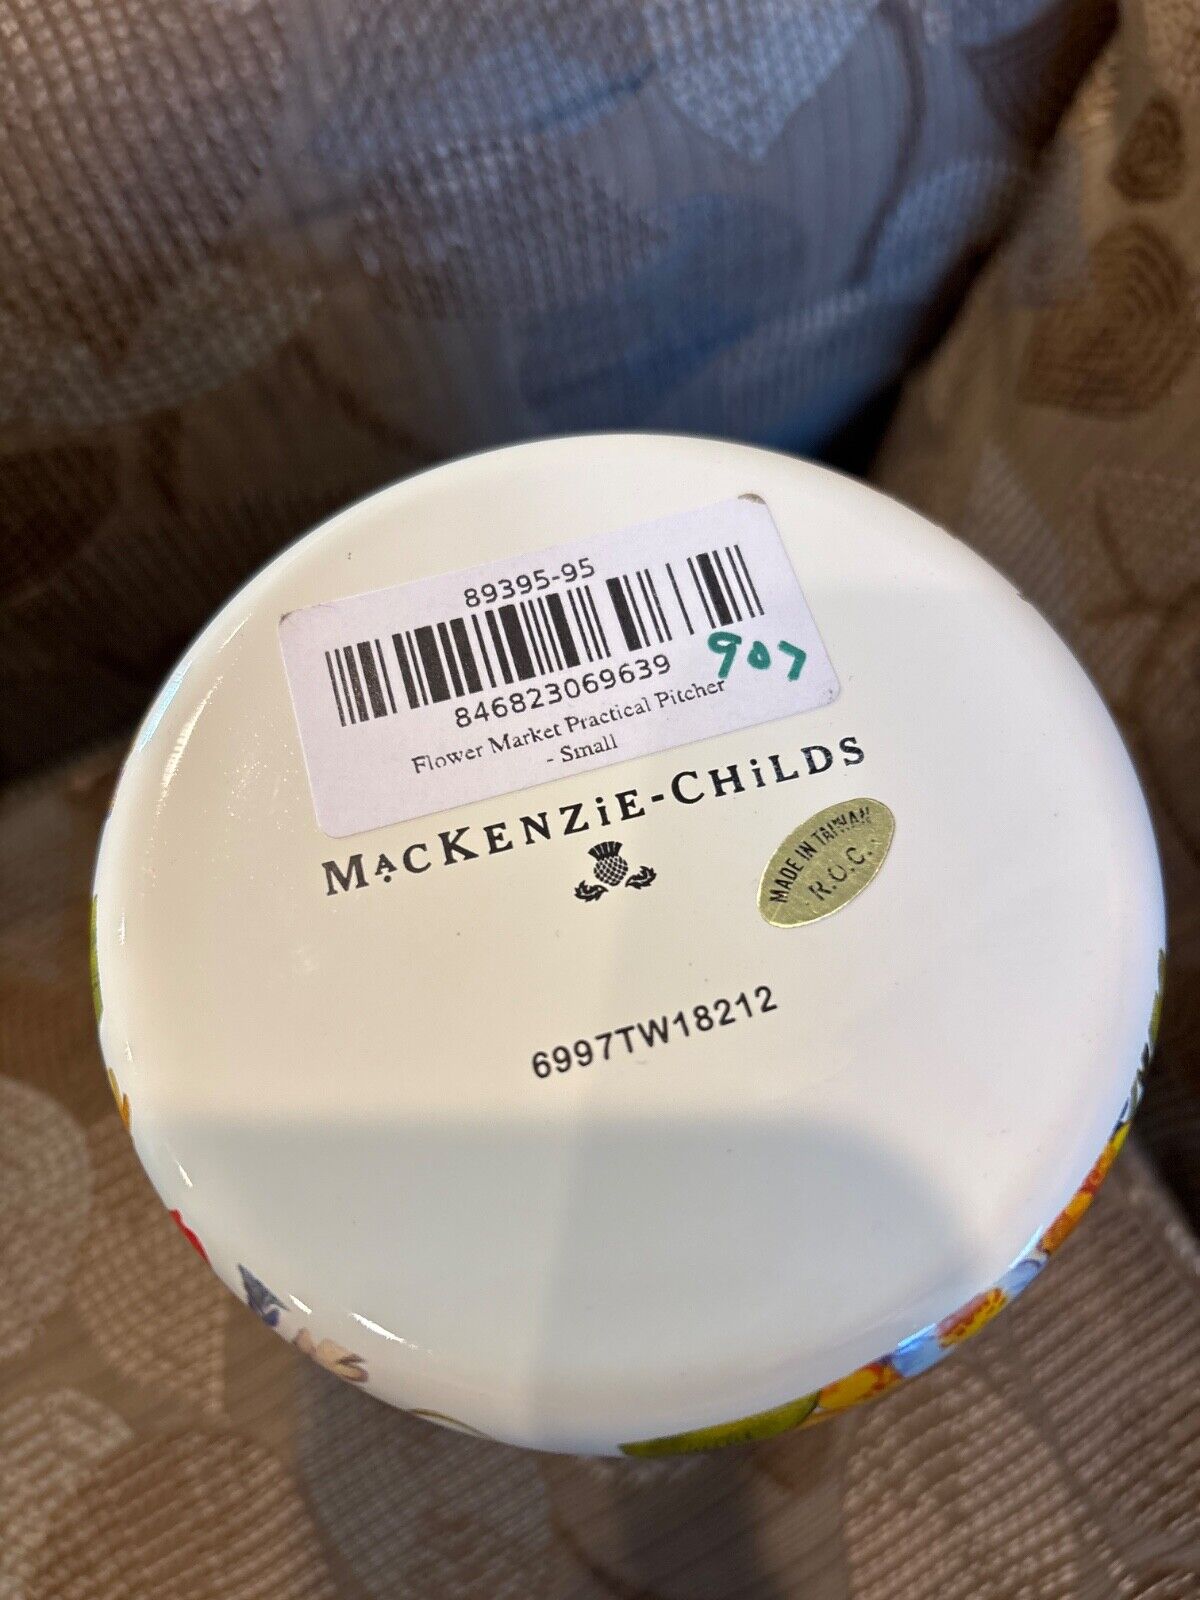 89395-95
846823069639
907
Flower Market Practical Pitcher
- Small
MacKENZiE-CHiLDS
MADE IN TAIWAN
R.O.C.
6997TW18212